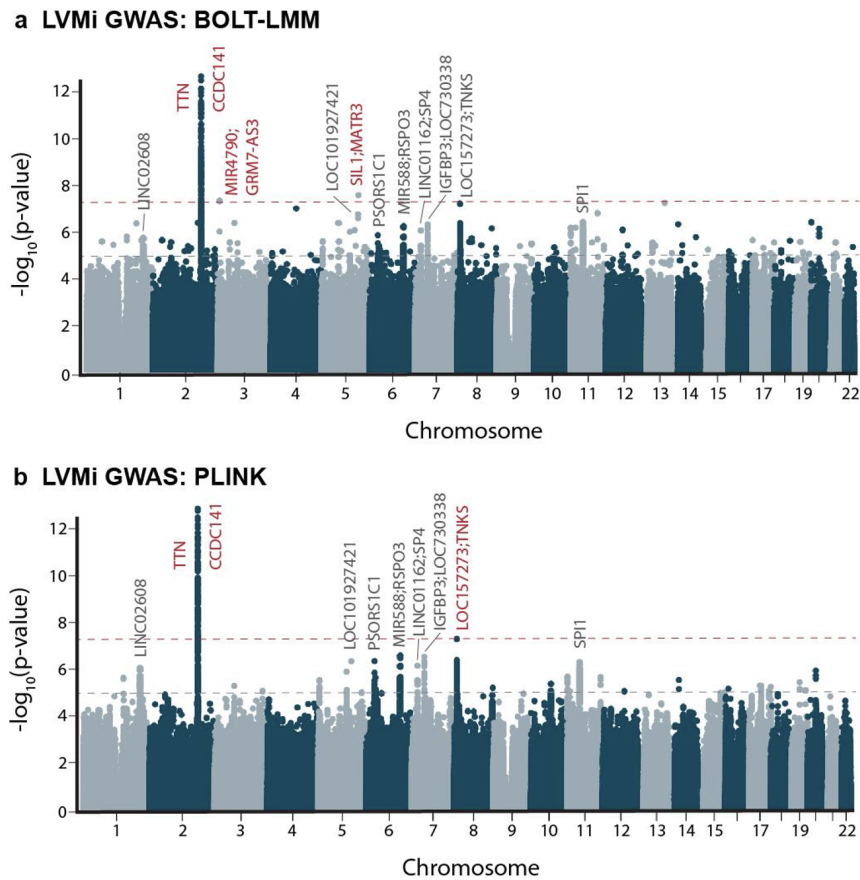 a LVMi GWAS: BOLT-LMM
-log10(p-value)
12
10
8
6
4
2
0
LINC02608
TTN
CCDC141
MIR4790;
GRM7-AS3
LOC101927421
SIL1;MATR3
PSORS1C1
MIR588;RSPO3
LINC01162;SP4
IGFBP3;LOC730338
LOC157273;TNKS
SPI1
1 2 3 4 5 6 7 8 9 10 11 12 13 14 15 17 19 22
Chromosome
b LVMi GWAS: PLINK
-log10(p-value)
12
10
8
6
4
2
0
LINC02608
TTN
CCDC141
LOC101927421
PSORS1C1
MIR588;RSPO3
LINC01162;SP4
IGFBP3;LOC730338
LOC157273;TNKS
SPI1
1 2 3 4 5 6 7 8 9 10 11 12 13 14 15 17 19 22
Chromosome